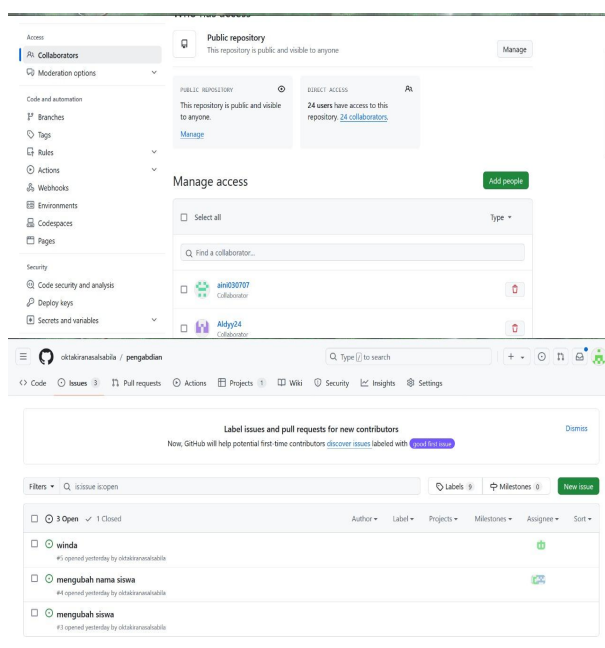 Who has access
Access
Collaborators
Moderation options
Code and automation
Branches
Tags
Rules
Actions
Webhooks
Environments
Codespaces
Pages
Security
Code security and analysis
Deploy keys
Secrets and variables
Public repository
This repository is public and visible to anyone
Manage
PUBLIC REPOSITORY
This repository is public and visible
to anyone.
Manage
DIRECT ACCESS
24 users have access to this
repository. 24 collaborators.
Manage access
Add people
Select all
Type
Find a collaborator...
aini030707
Collaborator
Aldyy24
Collaborator
oktakiranasalsabila / pengabdian
Type / to search
Code Issues 3 Pull requests Actions Projects 1 Wiki Security Insights Settings
Label issues and pull requests for new contributors
Dismiss
Now, GitHub will help potential first-time contributors discover issues labeled with good first issue
Filters is:issue is:open Labels 9 Milestones 0 New issue
3 Open 1 Closed Author Label Projects Milestones Assignee Sort
winda
#5 opened yesterday by oktakiranasalsabila
mengubah nama siswa
#4 opened yesterday by oktakiranasalsabila
mengubah siswa
#3 opened yesterday by oktakiranasalsabila